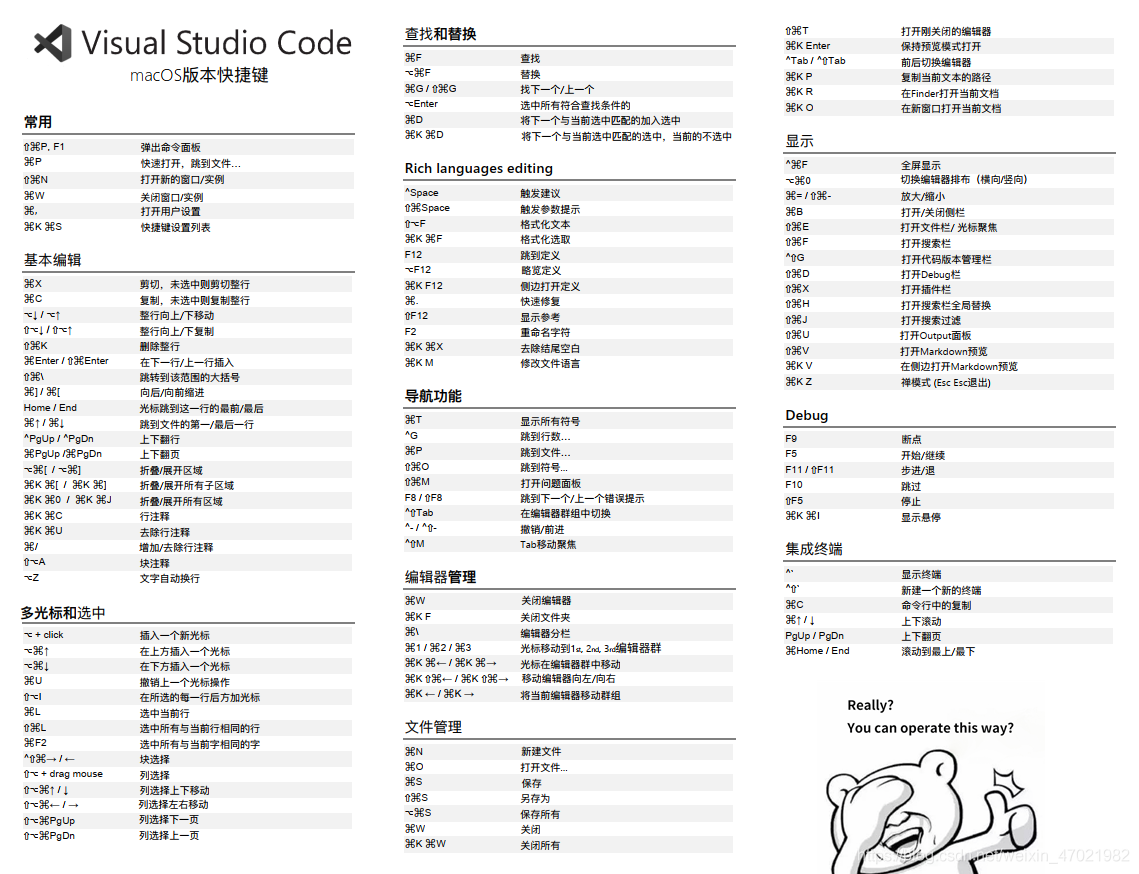 Visual Studio Code
macOS版本快捷键
常用
⇧⌘P, F1 弹出命令面板
⌘P 快速打开，跳到文件…
⇧⌘N 打开新的窗口/实例
⌘W 关闭窗口/实例
⌘, 打开用户设置
⌘K ⌘S 快捷键设置列表
基本编辑
⌘X 剪切，未选中则剪切整行
⌘C 复制，未选中则复制整行
⌥↓ / ⌥↑ 整行向上/下移动
⇧⌥↓ / ⇧⌥↑ 整行向上/下复制
⇧⌘K 删除整行
⌘Enter / ⇧⌘Enter 在下一行/上一行插入
⇧⌘\ 跳转到该范围的大括号
⌘] / ⌘[ 向后/向前缩进
Home / End 光标跳到这一行的最前/最后
⌘↑ / ⌘↓ 跳到文件的第一/最后一行
^PgUp / ^PgDn 上下翻行
⌘PgUp /⌘PgDn 上下翻页
⌥⌘[ / ⌥⌘] 折叠/展开区域
⌘K ⌘[ / ⌘K ⌘] 折叠/展开所有子区域
⌘K ⌘0 / ⌘K ⌘J 折叠/展开所有区域
⌘K ⌘C 行注释
⌘K ⌘U 去除行注释
⌘/ 增加/去除行注释
⇧⌥A 块注释
⌥Z 文字自动换行
多光标和选中
⌥ + click 插入一个新光标
⌥⌘↑ 在上方插入一个光标
⌥⌘↓ 在下方插入一个光标
⌘U 撤销上一个光标操作
⇧⌥I 在所选的每一行后方加光标
⌘L 选中当前行
⇧⌘L 选中所有与当前行相同的行
⌘F2 选中所有与当前字相同的字
^⇧⌘→ / ← 块选择
⇧⌥ + drag mouse 列选择
⇧⌥⌘↑ / ↓ 列选择上下移动
⇧⌥⌘← / → 列选择左右移动
⇧⌥⌘PgUp 列选择下一页
⇧⌥⌘PgDn 列选择上一页
查找和替换
⌘F 查找
⌥⌘F 替换
⌘G / ⇧⌘G 找下一个/上一个
⌥Enter 选中所有符合查找条件的
⌘D 将下一个与当前选中匹配的加入选中
⌘K ⌘D 将下一个与当前选中匹配的选中，当前的不选中
Rich languages editing
^Space 触发建议
⇧⌘Space 触发参数提示
⇧⌥F 格式化文本
⌘K ⌘F 格式化选取
F12 跳到定义
⌥F12 略览定义
⌘K F12 侧边打开定义
⌘. 快速修复
⇧F12 显示参考
F2 重命名字符
⌘K ⌘X 去除结尾空白
⌘K M 修改文件语言
导航功能
⌘T 显示所有符号
^G 跳到行数…
⌘P 跳到文件…
⇧⌘O 跳到符号...
⇧⌘M 打开问题面板
F8 / ⇧F8 跳到下一个/上一个错误提示
^⇧Tab 在编辑器群组中切换
^- / ^⇧- 撤销/前进
^⇧M Tab移动聚焦
编辑器管理
⌘W 关闭编辑器
⌘K F 关闭文件夹
⌘\ 编辑器分栏
⌘1 / ⌘2 / ⌘3 光标移动到1st, 2nd, 3rd编辑器群
⌘K ⌘← / ⌘K ⌘→ 光标在编辑器群中移动
⌘K ⇧⌘← / ⌘K ⇧⌘→ 移动编辑器向左/向右
⌘K ← / ⌘K → 将当前编辑器移动群组
文件管理
⌘N 新建文件
⌘O 打开文件...
⌘S 保存
⇧⌘S 另存为
⌥⌘S 保存所有
⌘W 关闭
⌘K ⌘W 关闭所有
⇧⌘T 打开刚关闭的编辑器
⌘K Enter 保持预览模式打开
^Tab / ^⇧Tab 前后切换编辑器
⌘K P 复制当前文本的路径
⌘K R 在Finder打开当前文档
⌘K O 在新窗口打开当前文档
显示
^⌘F 全屏显示
⌥⌘0 切换编辑器排布（横向/竖向）
⌘= / ⇧⌘- 放大/缩小
⌘B 打开/关闭侧栏
⇧⌘E 打开文件栏/ 光标聚焦
⇧⌘F 打开搜索栏
^⇧G 打开代码版本管理栏
⇧⌘D 打开Debug栏
⇧⌘X 打开插件栏
⇧⌘H 打开搜索栏全局替换
⇧⌘J 打开搜索过滤
⇧⌘U 打开Output面板
⇧⌘V 打开Markdown预览
⌘K V 在侧边打开Markdown预览
⌘K Z 禅模式 (Esc Esc退出)
Debug
F9 断点
F5 开始/继续
F11 / ⇧F11 步进/退
F10 跳过
⇧F5 停止
⌘K ⌘I 显示悬停
集成终端
^` 显示终端
^⇧` 新建一个新的终端
⌘C 命令行中的复制
⌘↑ / ↓ 上下滚动
PgUp / PgDn 上下翻页
⌘Home / End 滚动到最上/最下
Really?
You can operate this way?
https://blog.csdn.net/weixin_47021982